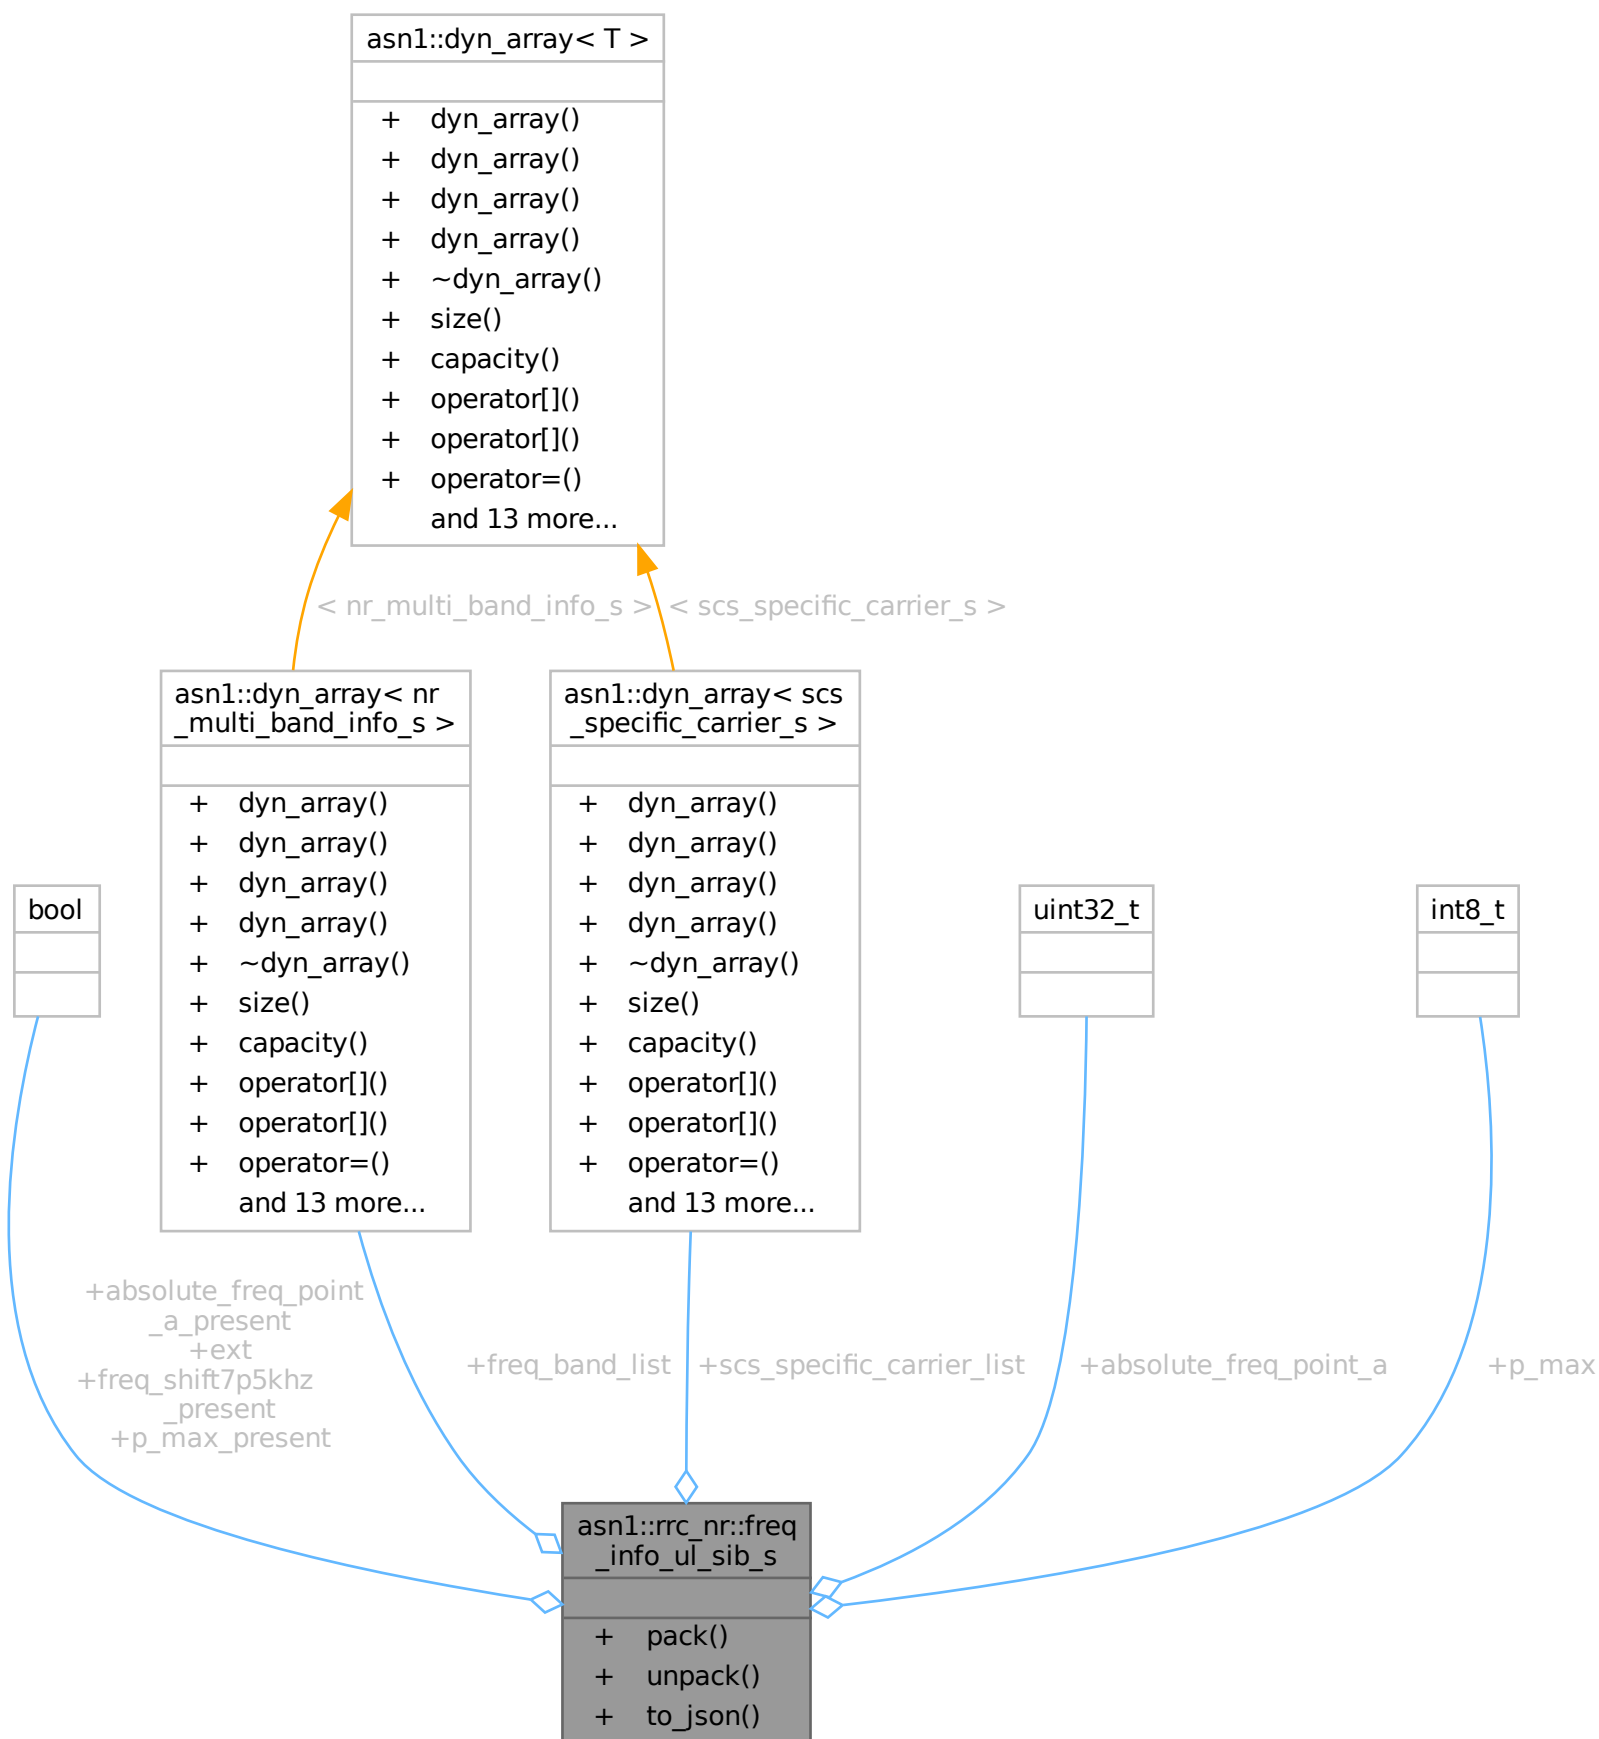 asn1::dyn_array< T >
+ dyn_array()
+ dyn_array()
+ dyn_array()
+ dyn_array()
+ ~dyn_array()
+ size()
+ capacity()
+ operator[]()
+ operator[]()
+ operator=()
and 13 more...
< nr_multi_band_info_s >
< scs_specific_carrier_s >
asn1::dyn_array< nr
_multi_band_info_s >
+ dyn_array()
+ dyn_array()
+ dyn_array()
+ dyn_array()
+ ~dyn_array()
+ size()
+ capacity()
+ operator[]()
+ operator[]()
+ operator=()
and 13 more...
asn1::dyn_array< scs
_specific_carrier_s >
+ dyn_array()
+ dyn_array()
+ dyn_array()
+ dyn_array()
+ ~dyn_array()
+ size()
+ capacity()
+ operator[]()
+ operator[]()
+ operator=()
and 13 more...
bool
uint32_t
int8_t
+absolute_freq_point
_a_present
+ext
+freq_shift7p5khz
_present
+p_max_present
+freq_band_list
+scs_specific_carrier_list
+absolute_freq_point_a
+p_max
asn1::rrc_nr::freq
_info_ul_sib_s
+ pack()
+ unpack()
+ to_json()